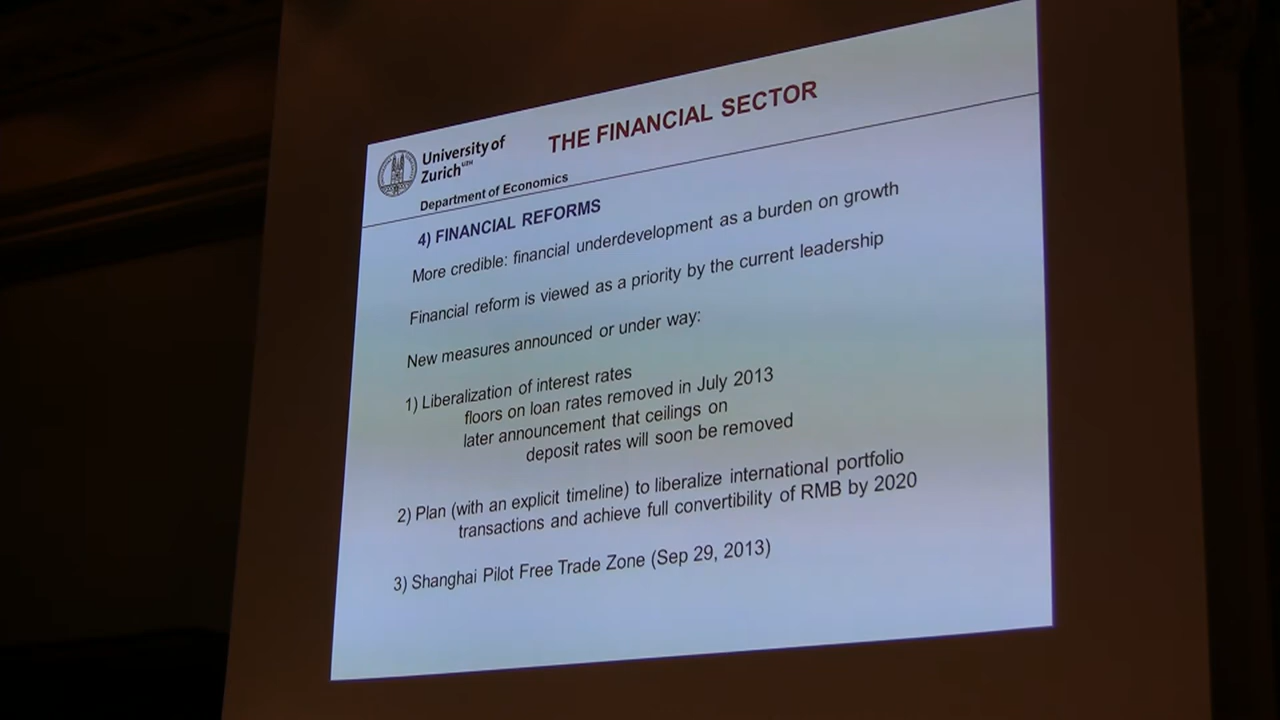 University of
Zurich UZH
THE FINANCIAL SECTOR
Department of Economics
4) FINANCIAL REFORMS
More credible: financial underdevelopment as a burden on growth
Financial reform is viewed as a priority by the current leadership
New measures announced or under way:
1) Liberalization of interest rates
floors on loan rates removed in July 2013
later announcement that ceilings on
deposit rates will soon be removed
2) Plan (with an explicit timeline) to liberalize international portfolio
transactions and achieve full convertibility of RMB by 2020
3) Shanghai Pilot Free Trade Zone (Sep 29, 2013)